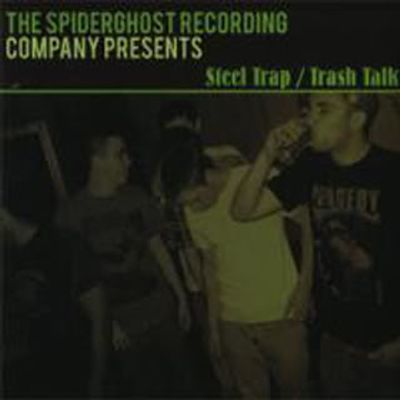 THE SPIDERGHOST RECORDING
COMPANY PRESENTS
Steel Trap / Trash Talk